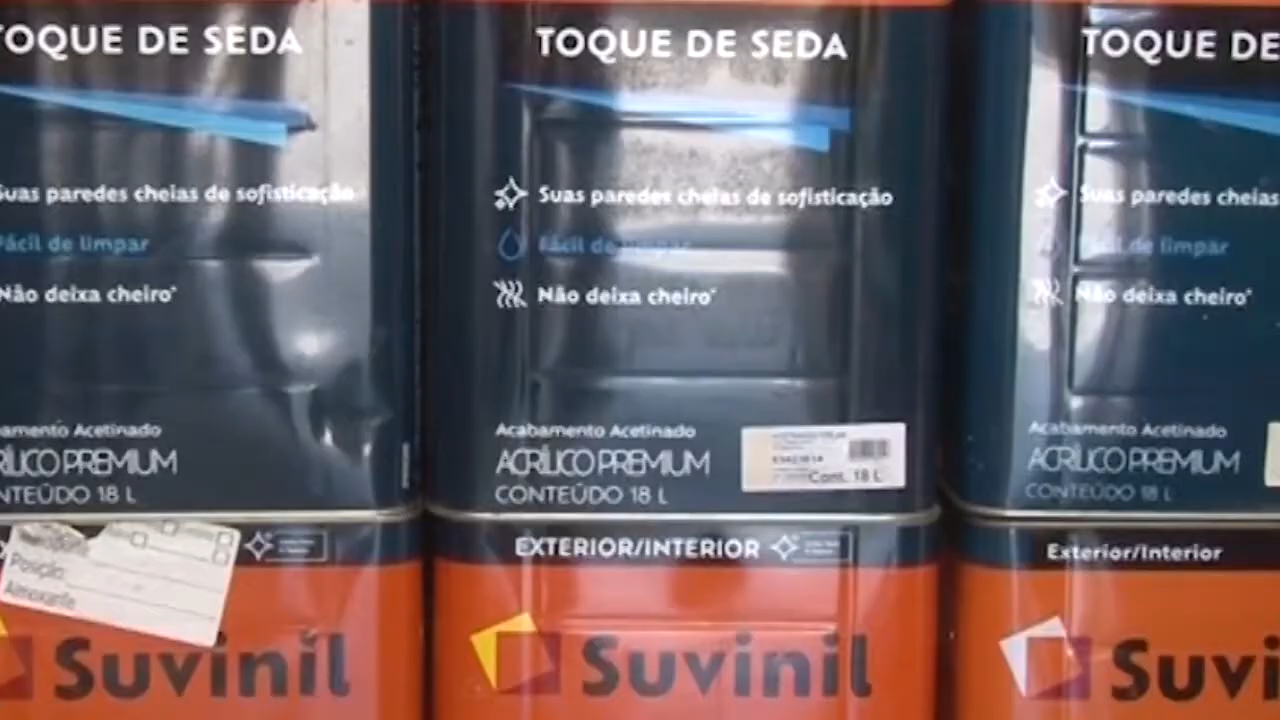 TOQUE DE SEDA
Suas paredes cheias de sofisticação
Fácil de limpar
Não deixa cheiro*
Acabamento Acetinado
ACRÍLICO PREMIUM
CONTEÚDO 18 L
Posição:
Almoxarife
Suvinil
TOQUE DE SEDA
Suas paredes cheias de sofisticação
Fácil de limpar
Não deixa cheiro*
Acabamento Acetinado
ACRÍLICO PREMIUM
CONTEÚDO 18 L
Cont. 18 L
EXTERIOR/INTERIOR
Suvinil
TOQUE DE
Suas paredes cheias
Fácil de limpar
Não deixa cheiro*
Acabamento Acetinado
ACRÍLICO PREMIUM
CONTEÚDO 18 L
Exterior/Interior
Suvi